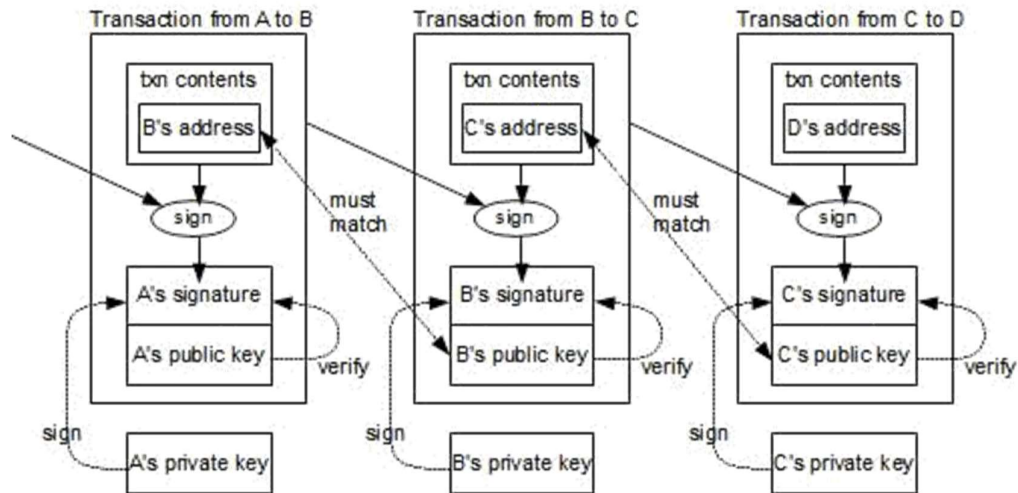 Transaction from A to B
txn contents
B's address
sign
A's signature
A's public key
verify
sign
A's private key
must
match
Transaction from B to C
txn contents
C's address
sign
B's signature
B's public key
verify
sign
B's private key
must
match
Transaction from C to D
txn contents
D's address
sign
C's signature
C's public key
verify
sign
C's private key